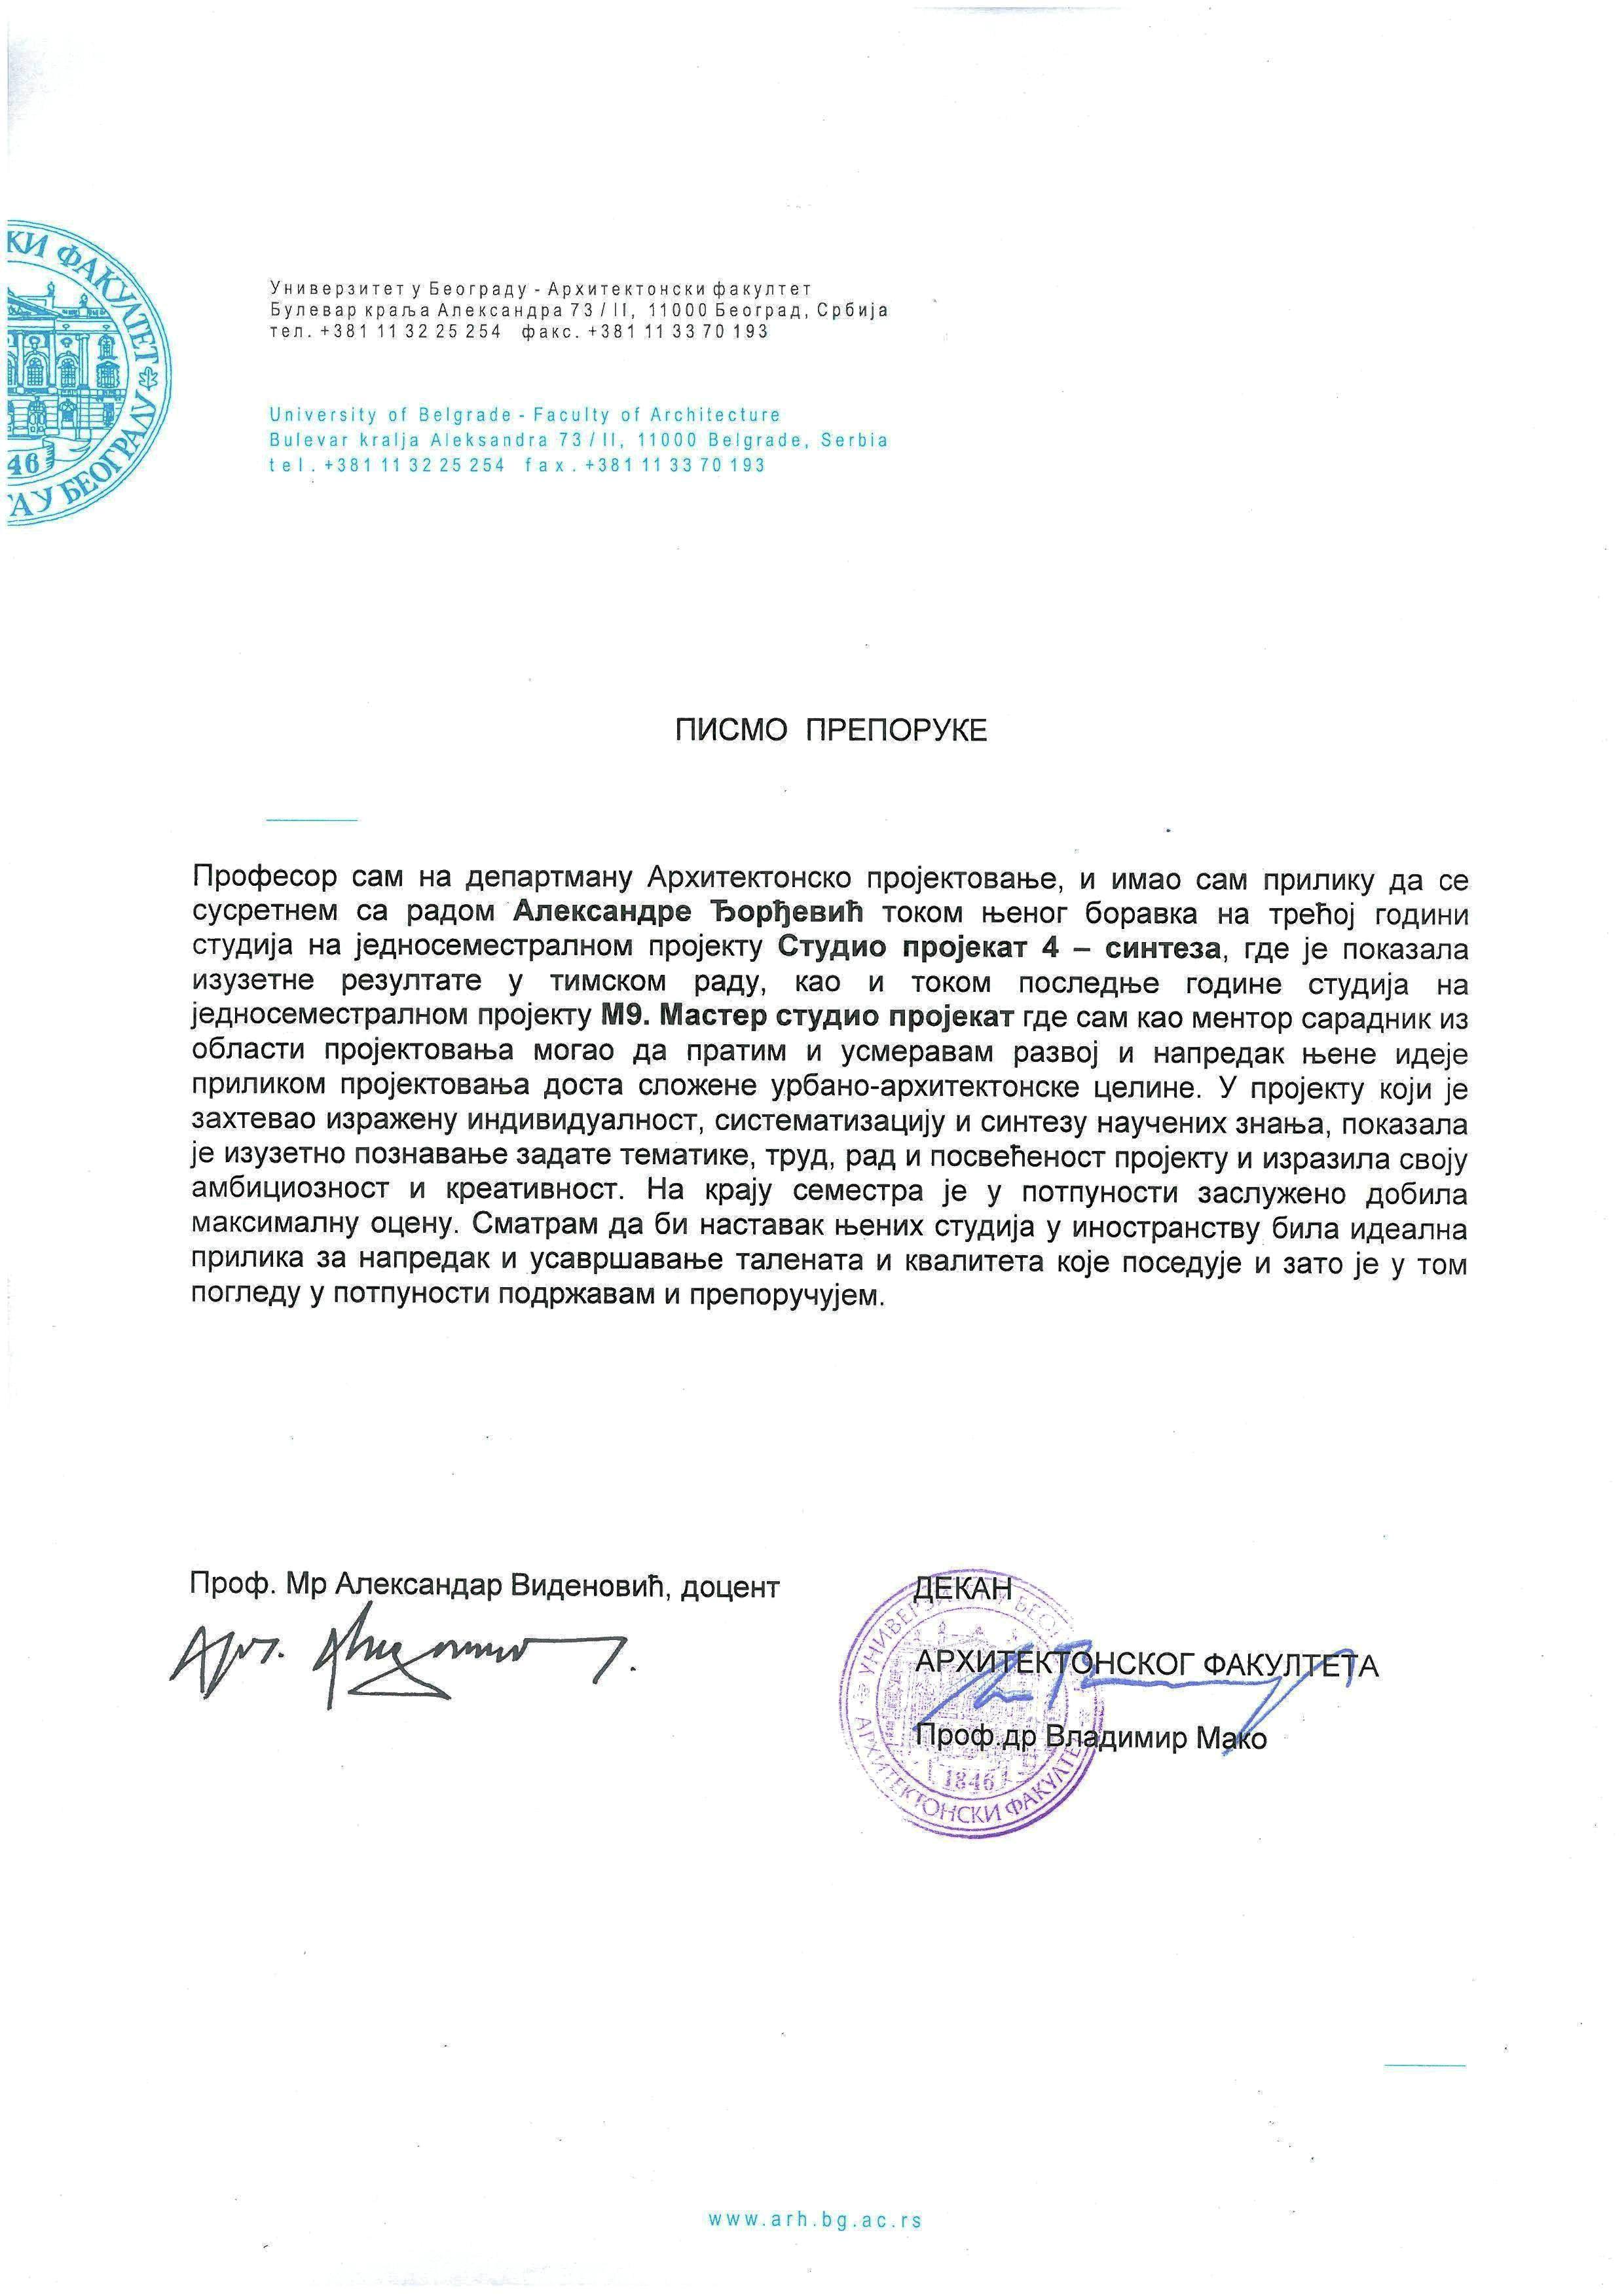 КИ ФАКУЛТЕТ
46
У БЕОГРАДУ
Универзитет у Београду - Архитектонски факултет
Булевар краља Александра 73 / II, 11000 Београд, Србија
тел. +381 11 32 25 254 факс. +381 11 33 70 193
University of Belgrade - Faculty of Architecture
Bulevar kralja Aleksandra 73 / II, 11000 Belgrade, Serbia
tel. +381 11 32 25 254 fax. +381 11 33 70 193
ПИСМО ПРЕПОРУКЕ
Професор сам на департману Архитектонско пројектовање, и имао сам прилику да се
сусретнем са радом Александре Ђорђевић током њеног боравка на трећој години
студија на једносеместралном пројекту Студио пројекат 4 – синтеза, где је показала
изузетне резултате у тимском раду, као и током последње године студија на
једносеместралном пројекту М9. Мастер студио пројекат где сам као ментор сарадник из
области пројектовања могао да пратим и усмеравам развој и напредак њене идеје
приликом пројектовања доста сложене урбано-архитектонске целине. У пројекту који је
захтевао изражену индивидуалност, систематизацију и синтезу научених знања, показала
је изузетно познавање задате тематике, труд, рад и посвећеност пројекту и изразила своју
амбициозност и креативност. На крају семестра је у потпуности заслужено добила
максималну оцену. Сматрам да би наставак њених студија у иностранству била идеална
прилика за напредак и усавршавање талената и квалитета које поседује и зато је у том
погледу у потпуности подржавам и препоручујем.
Проф. Мр Александар Виденовић, доцент
ДЕКАН
АРХИТЕКТОНСКОГ ФАКУЛТЕТА
Проф.др Владимир Мако
1846
АРХИТЕКТОНСКИ ФАКУЛТЕ
www.arh.bg.ac.rs